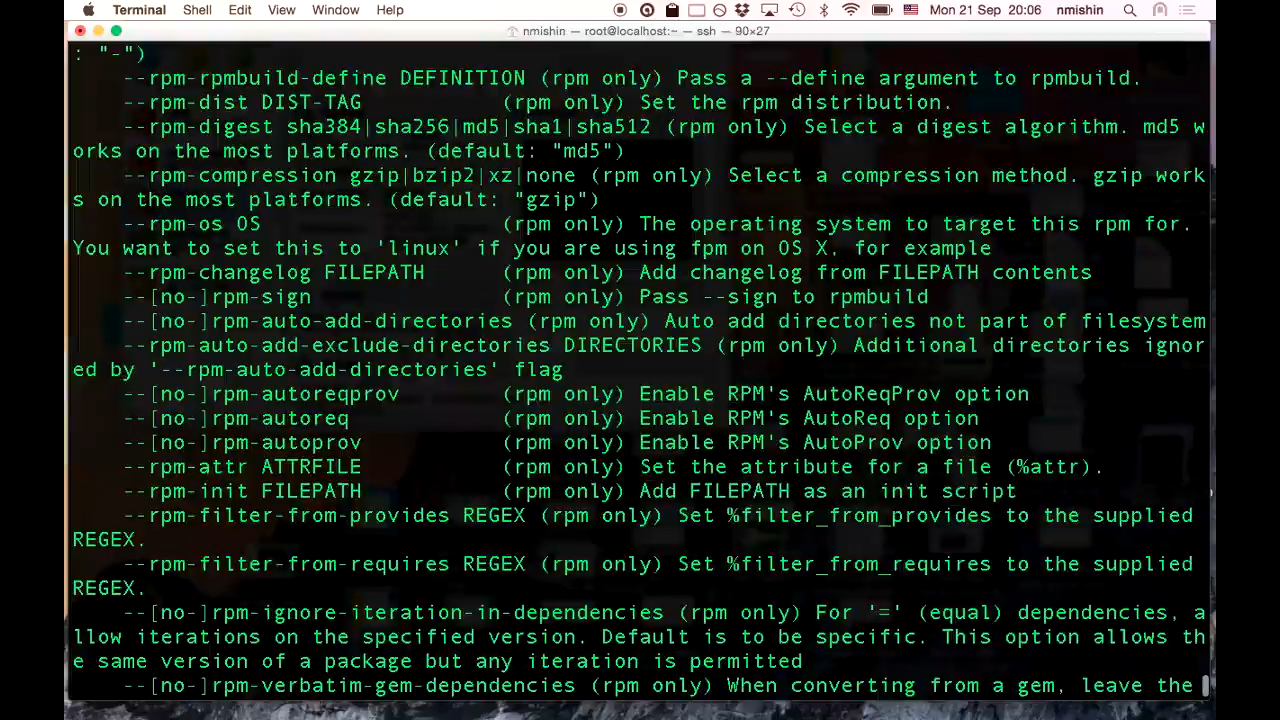 Terminal Shell Edit View Window Help Mon 21 Sep 20:06 nmishin
nmishin — root@localhost:~ — ssh — 90×27
: "-")
--rpm-rpmbuild-define DEFINITION (rpm only) Pass a --define argument to rpmbuild.
--rpm-dist DIST-TAG (rpm only) Set the rpm distribution.
--rpm-digest sha384|sha256|md5|sha1|sha512 (rpm only) Select a digest algorithm. md5 w
orks on the most platforms. (default: "md5")
--rpm-compression gzip|bzip2|xz|none (rpm only) Select a compression method. gzip work
s on the most platforms. (default: "gzip")
--rpm-os OS (rpm only) The operating system to target this rpm for.
You want to set this to 'linux' if you are using fpm on OS X, for example
--rpm-changelog FILEPATH (rpm only) Add changelog from FILEPATH contents
--[no-]rpm-sign (rpm only) Pass --sign to rpmbuild
--[no-]rpm-auto-add-directories (rpm only) Auto add directories not part of filesystem
--rpm-auto-add-exclude-directories DIRECTORIES (rpm only) Additional directories ignor
ed by '--rpm-auto-add-directories' flag
--[no-]rpm-autoreqprov (rpm only) Enable RPM's AutoReqProv option
--[no-]rpm-autoreq (rpm only) Enable RPM's AutoReq option
--[no-]rpm-autoprov (rpm only) Enable RPM's AutoProv option
--rpm-attr ATTRFILE (rpm only) Set the attribute for a file (%attr).
--rpm-init FILEPATH (rpm only) Add FILEPATH as an init script
--rpm-filter-from-provides REGEX (rpm only) Set %filter_from_provides to the supplied
REGEX.
--rpm-filter-from-requires REGEX (rpm only) Set %filter_from_requires to the supplied
REGEX.
--[no-]rpm-ignore-iteration-in-dependencies (rpm only) For '=' (equal) dependencies, a
llow iterations on the specified version. Default is to be specific. This option allows th
e same version of a package but any iteration is permitted
--[no-]rpm-verbatim-gem-dependencies (rpm only) When converting from a gem, leave the